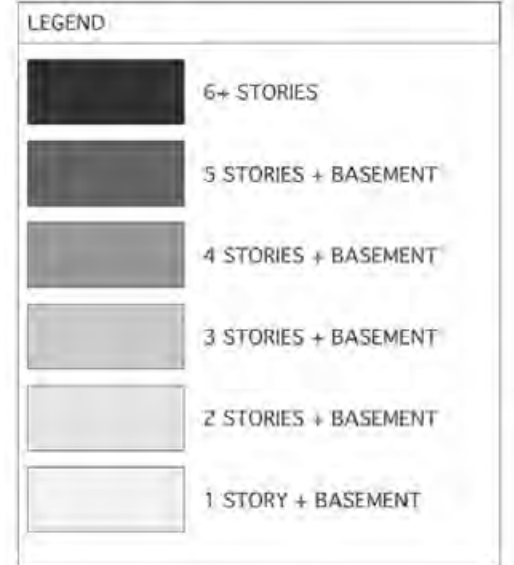 LEGEND
6+ STORIES
5 STORIES + BASEMENT
4 STORIES + BASEMENT
3 STORIES + BASEMENT
2 STORIES + BASEMENT
1 STORY + BASEMENT